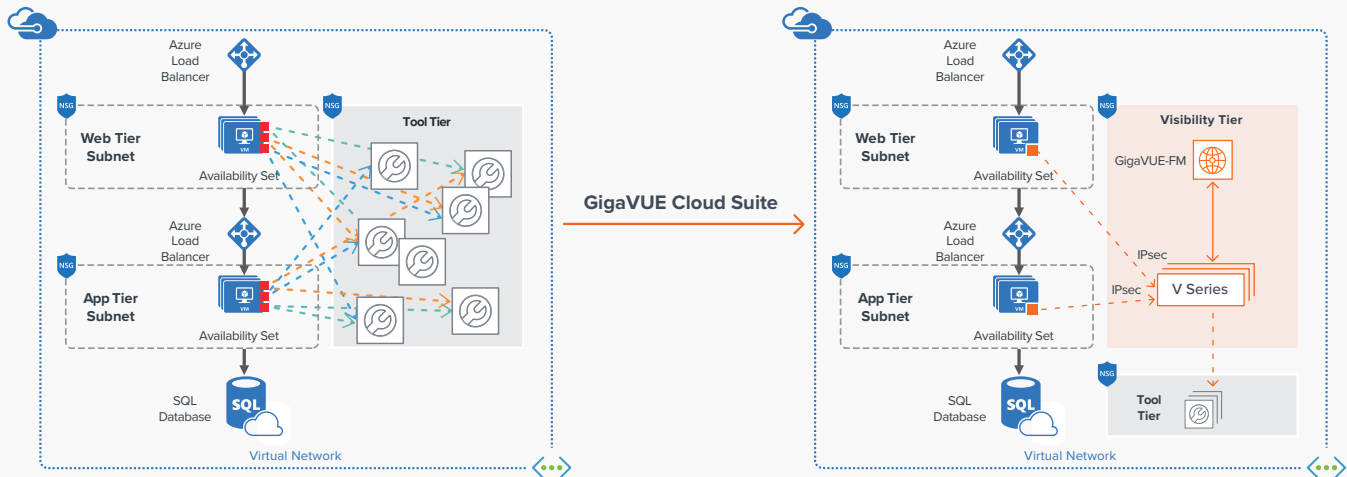 Azure
Load
Balancer
NSG
NSG
Web Tier
Subnet
VM
Availability Set
Tool Tier
Azure
Load
Balancer
NSG
App Tier
Subnet
VM
Availability Set
SQL
Database
SQL
Virtual Network
GigaVUE Cloud Suite
Azure
Load
Balancer
NSG
NSG
Web Tier
Subnet
VM
Availability Set
Visibility Tier
GigaVUE-FM
Azure
Load
Balancer
NSG
App Tier
Subnet
VM
Availability Set
IPsec
IPsec
V Series
NSG
Tool
Tier
SQL
Database
SQL
Virtual Network